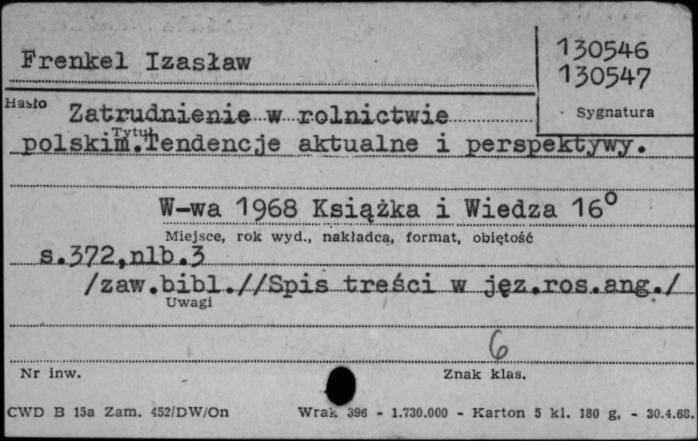 Frenkel Izasław
130546
130547
Hasło
Sygnatura
Zatrudnienie w rolnictwie
Tytuł
polskim.Tendencje aktualne i perspektywy.
W-wa 1968 Książka i Wiedza 16°
Miejsce, rok wyd., nakładca, format, objętość
s.372,nlb.3
/zaw.bibl.//Spis treści w jęz.ros.ang./
Uwagi
6
Nr inw.
Znak klas.
CWD B 15a Zam. 452/DW/On
Wrak 396 - 1.730.000 - Karton 5 kl. 180 g, - 30.4.68.